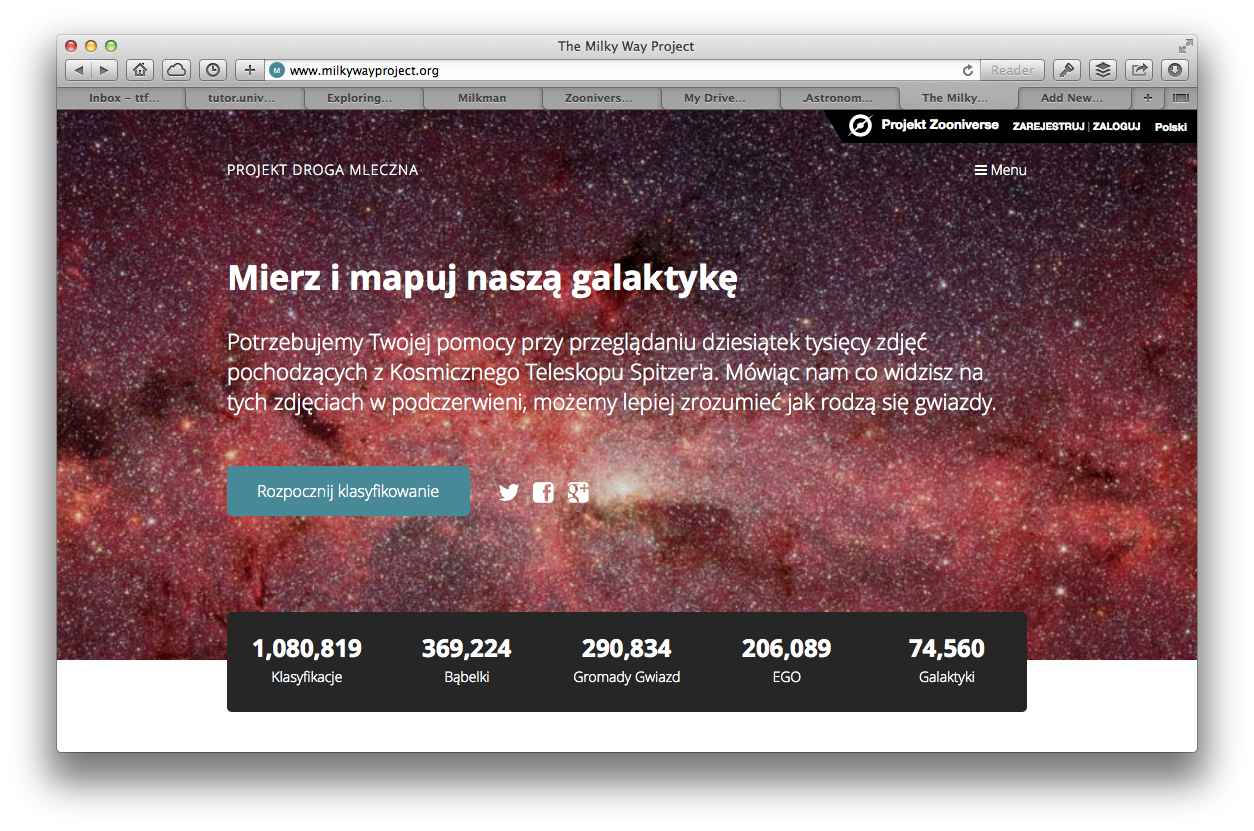 The Milky Way Project
www.milkywayproject.org
Reader
Inbox – ttf...
tutor.univ...
Exploring...
Milkman
Zoonivers...
My Drive...
.Astronom...
The Milky...
Add New...
Projekt Zooniverse
ZAREJESTRUJ | ZALOGUJ
Polski
PROJEKT DROGA MLECZNA
Menu
Mierz i mapuj naszą galaktykę
Potrzebujemy Twojej pomocy przy przeglądaniu dziesiątek tysięcy zdjęć
pochodzących z Kosmicznego Teleskopu Spitzer'a. Mówiąc nam co widzisz na
tych zdjęciach w podczerwieni, możemy lepiej zrozumieć jak rodzą się gwiazdy.
Rozpocznij klasyfikowanie
1,080,819
Klasyfikacje
369,224
Bąbelki
290,834
Gromady Gwiazd
206,089
EGO
74,560
Galaktyki